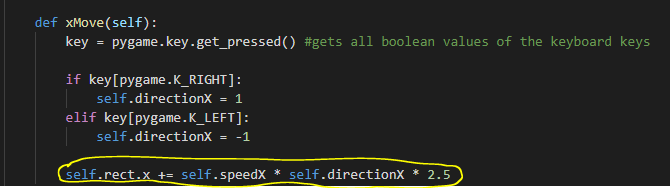 def xMove(self):
key = pygame.key.get_pressed() #gets all boolean values of the keyboard keys
if key[pygame.K_RIGHT]:
self.directionX = 1
elif key[pygame.K_LEFT]:
self.directionX = -1
self.rect.x += self.speedX * self.directionX * 2.5